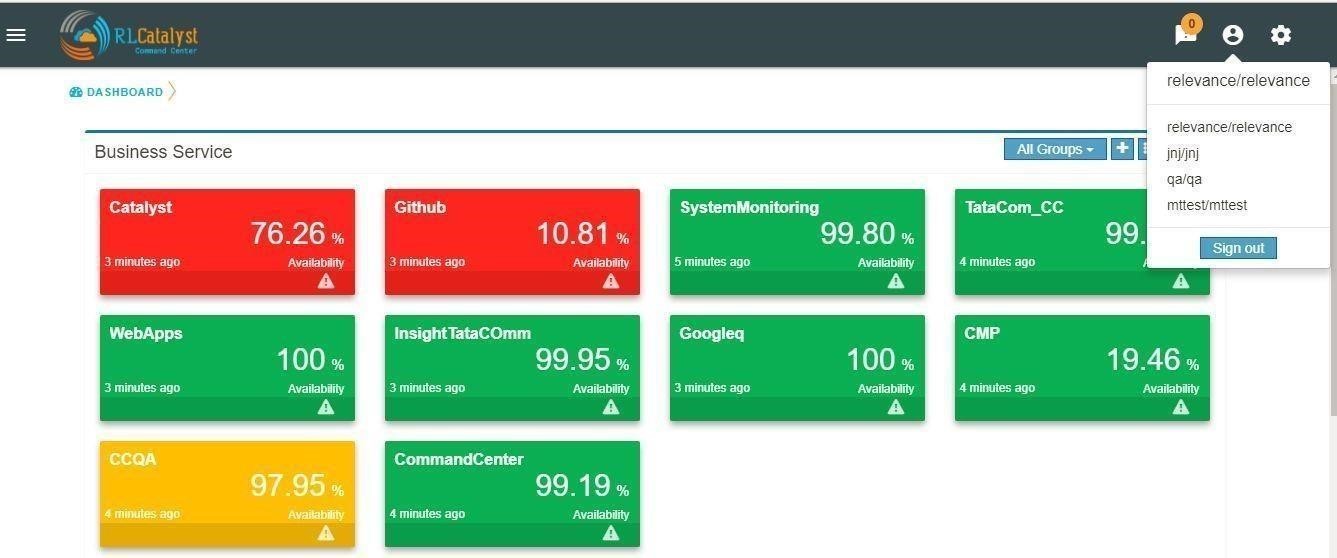 RLCatalyst
Command Center
0
relevance/relevance
relevance/relevance
jnj/jnj
qa/qa
mttest/mttest
Sign out
DASHBOARD
Business Service
All Groups
+
Catalyst
76.26 %
3 minutes ago Availability
Github
10.81 %
3 minutes ago Availability
SystemMonitoring
99.80 %
5 minutes ago Availability
TataCom_CC
99.
4 minutes ago
WebApps
100 %
3 minutes ago Availability
InsightTataCOmm
99.95 %
3 minutes ago Availability
Googleq
100 %
3 minutes ago Availability
CMP
19.46 %
4 minutes ago Availability
CCQA
97.95 %
4 minutes ago Availability
CommandCenter
99.19 %
4 minutes ago Availability